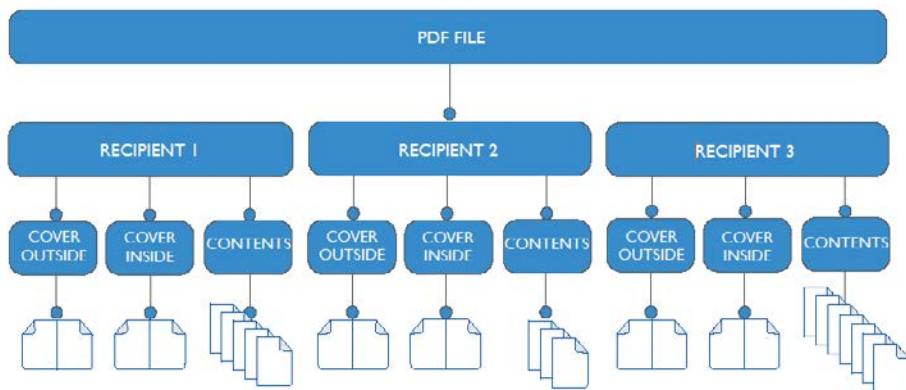 PDF FILE
RECIPIENT 1
RECIPIENT 2
RECIPIENT 3
COVER
OUTSIDE
COVER
INSIDE
CONTENTS
COVER
OUTSIDE
COVER
INSIDE
CONTENTS
COVER
OUTSIDE
COVER
INSIDE
CONTENTS